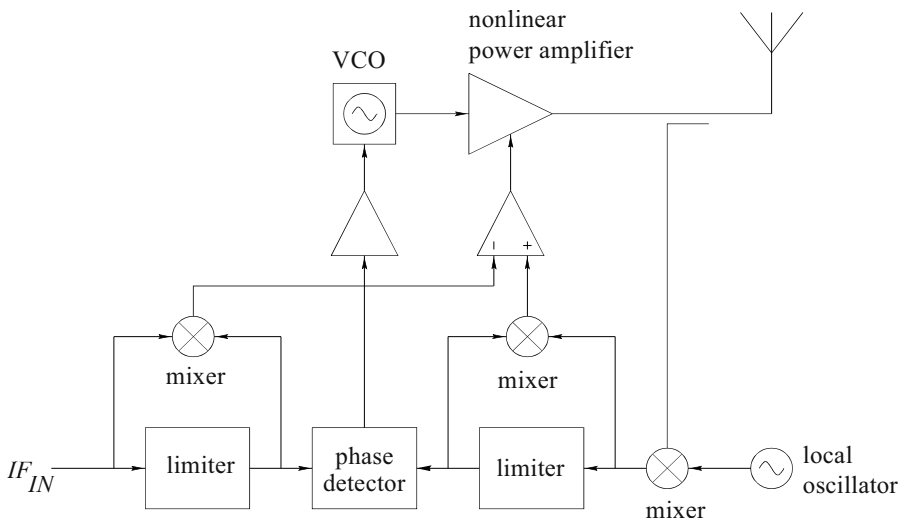 nonlinear
power amplifier
VCO
- +
mixer
mixer
IF_IN
limiter
phase
detector
limiter
local
oscillator
mixer